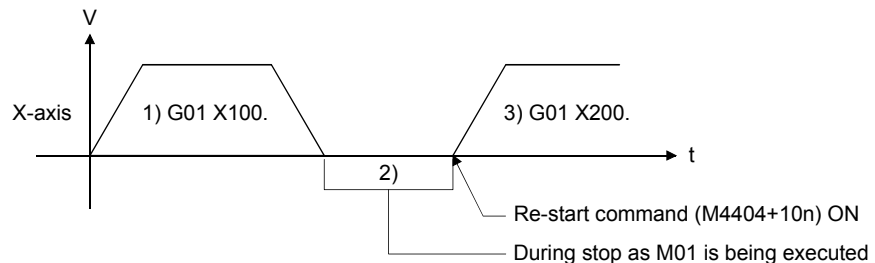 V
X-axis
1) G01 X100.
3) G01 X200.
t
2)
Re-start command (M4404+10n) ON
During stop as M01 is being executed